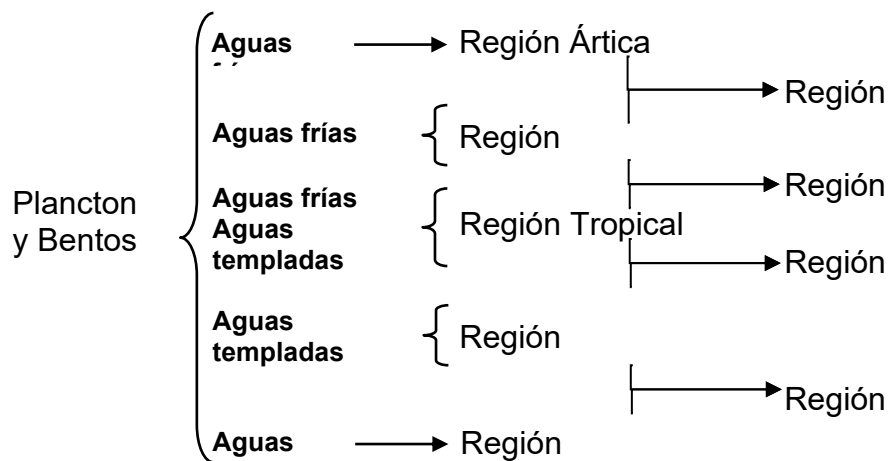 Aguas
Región Ártica
Región
Aguas frías
Región
Región
Plancton
y Bentos
Aguas frías
Aguas
templadas
Región Tropical
Región
Aguas
templadas
Región
Región
Aguas
Región